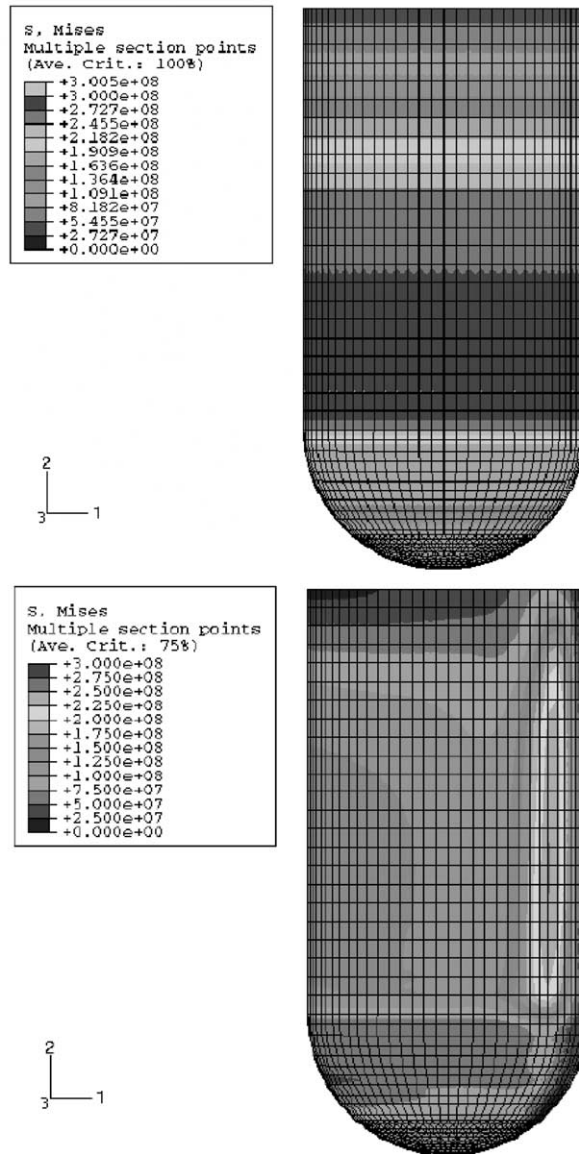 S, Mises
Multiple section points
(Ave. Crit.: 100%)
+3.005e+08
+3.000e+08
+2.727e+08
+2.455e+08
+2.182e+08
+1.909e+08
+1.636e+08
+1.364e+08
+1.091e+08
+8.182e+07
+5.455e+07
+2.727e+07
+0.000e+00
2
3
1
S. Mises
Multiple section points
(Ave. Crit.: 75%)
+3.000e+08
+2.750e+08
+2.500e+08
+2.250e+08
+2.000e+08
+1.750e+08
+1.500e+08
+1.250e+08
+1.000e+08
+7.500e+07
+5.000e+07
+2.500e+07
+0.000e+00
2
3
1